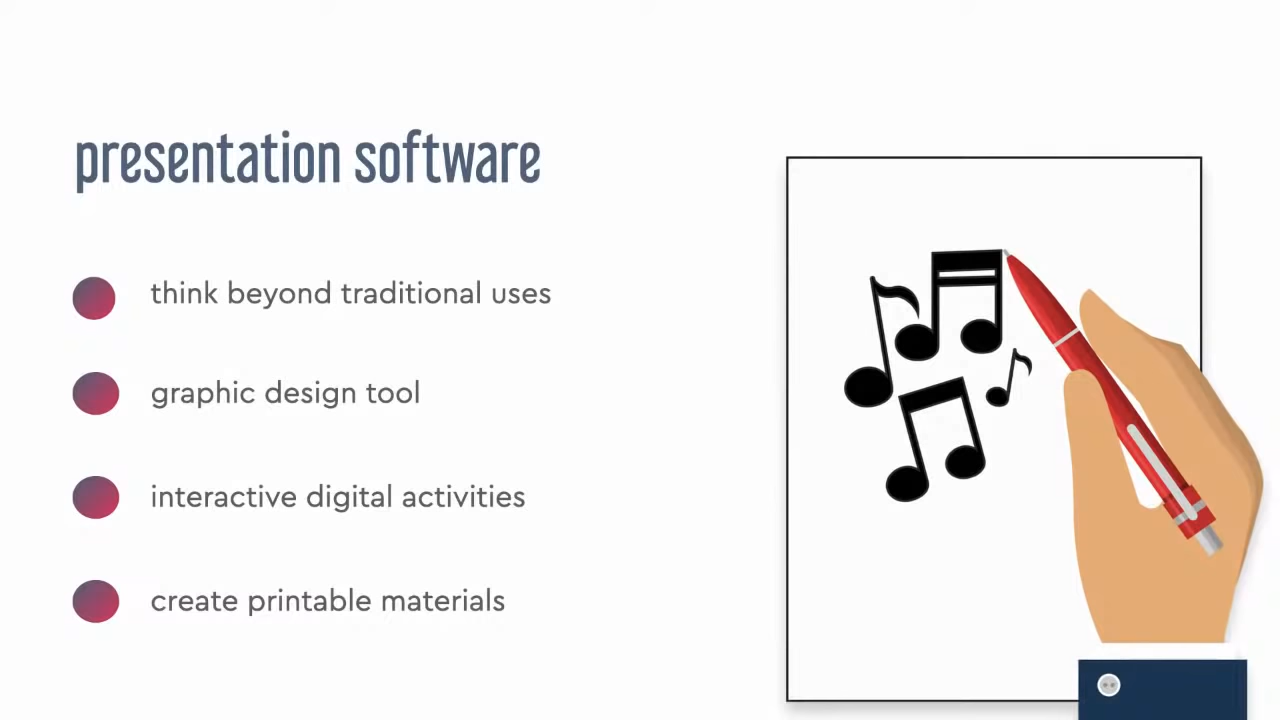 presentation software
think beyond traditional uses
graphic design tool
interactive digital activities
create printable materials